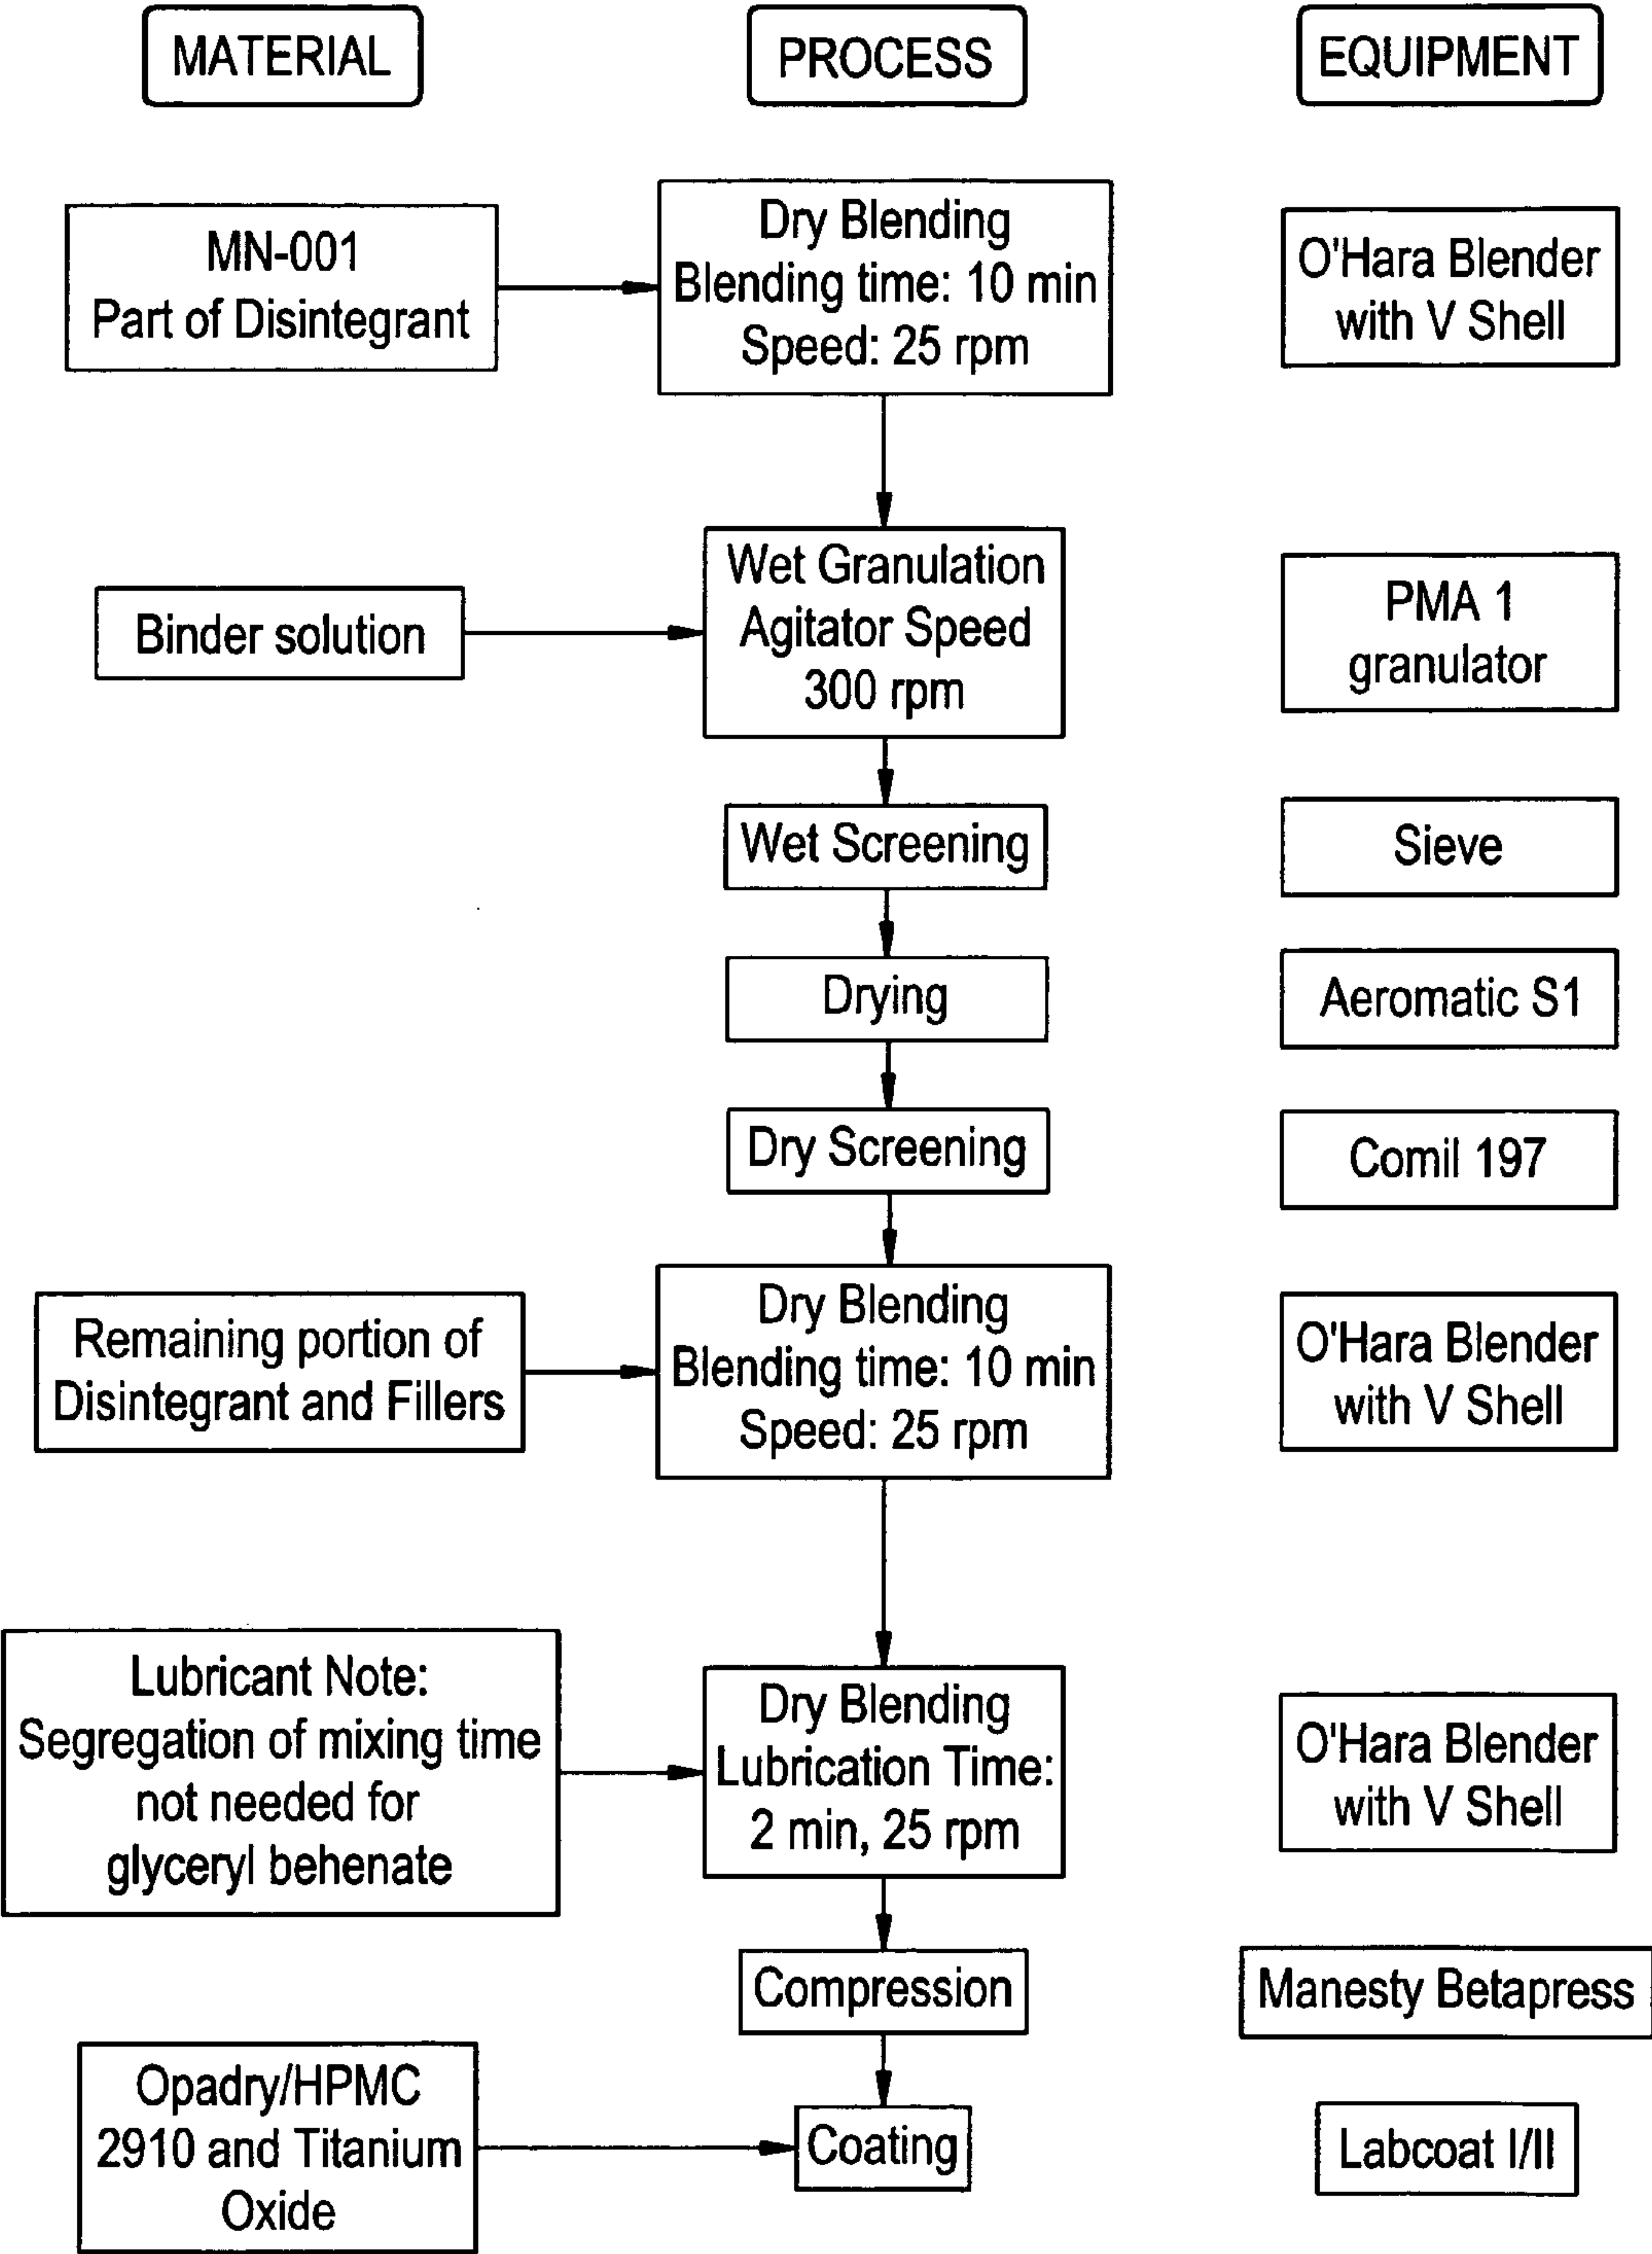 MATERIAL
PROCESS
EQUIPMENT
MN-001
Part of Disintegrant
Dry Blending
Blending time: 10 min
Speed: 25 rpm
O'Hara Blender
with V Shell
Binder solution
Wet Granulation
Agitator Speed
300 rpm
PMA 1
granulator
Wet Screening
Sieve
Drying
Aeromatic S1
Dry Screening
Comil 197
Remaining portion of
Disintegrant and Fillers
Dry Blending
Blending time: 10 min
Speed: 25 rpm
O'Hara Blender
with V Shell
Lubricant Note:
Segregation of mixing time
not needed for
glyceryl behenate
Dry Blending
Lubrication Time:
2 min, 25 rpm
O'Hara Blender
with V Shell
Compression
Manesty Betapress
Opadry/HPMC
2910 and Titanium
Oxide
Coating
Labcoat I/II